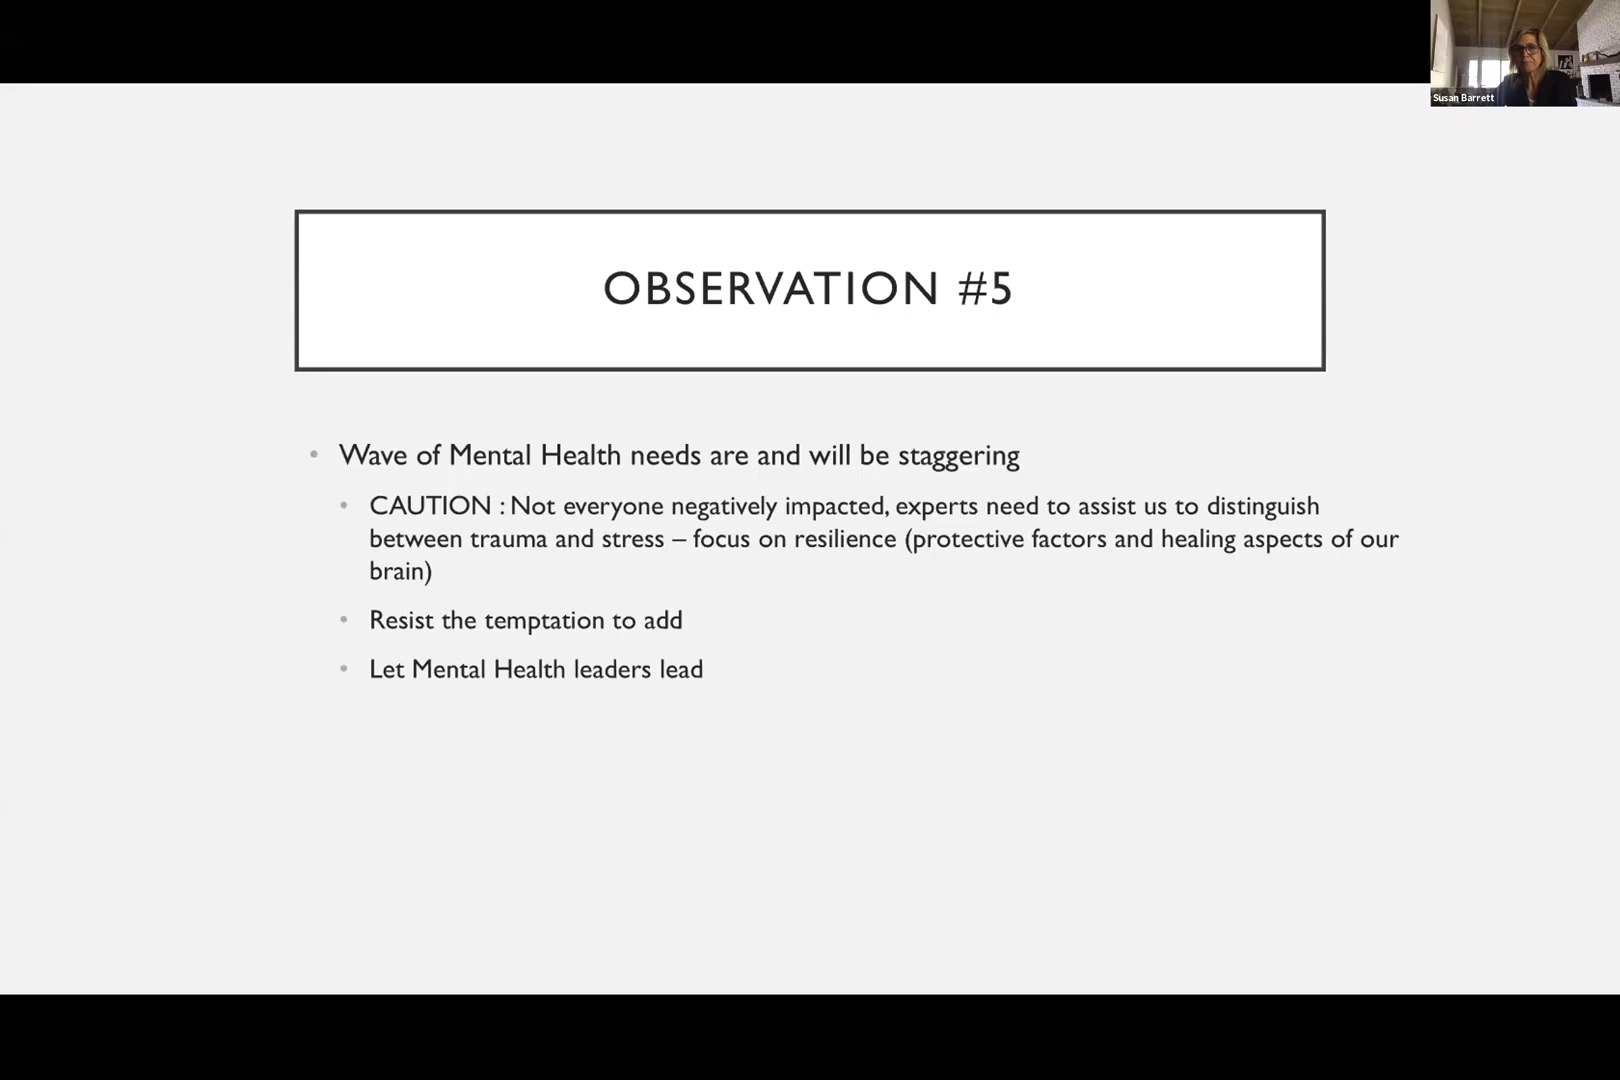 Susan Barrett
OBSERVATION #5
• Wave of Mental Health needs are and will be staggering
• CAUTION : Not everyone negatively impacted, experts need to assist us to distinguish
between trauma and stress – focus on resilience (protective factors and healing aspects of our
brain)
• Resist the temptation to add
• Let Mental Health leaders lead